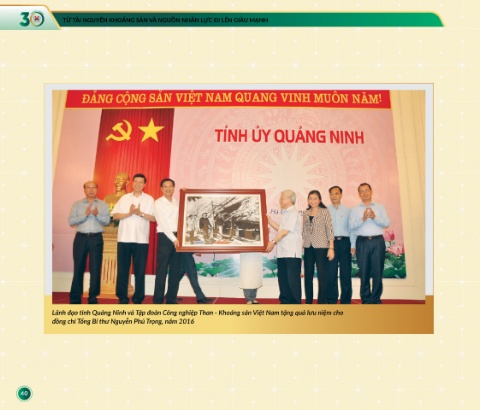 30
TỪ TÀI NGUYÊN KHOÁNG SẢN VÀ NGUỒN NHÂN LỰC ĐI LÊN GIÀU MẠNH
ĐẢNG CỘNG SẢN VIỆT NAM QUANG VINH MUÔN NĂM!
TỈNH ỦY QUẢNG NINH
Lãnh đạo tỉnh Quảng Ninh và Tập đoàn Công nghiệp Than - Khoáng sản Việt Nam tặng quà lưu niệm cho
đồng chí Tổng Bí thư Nguyễn Phú Trọng, năm 2016
40